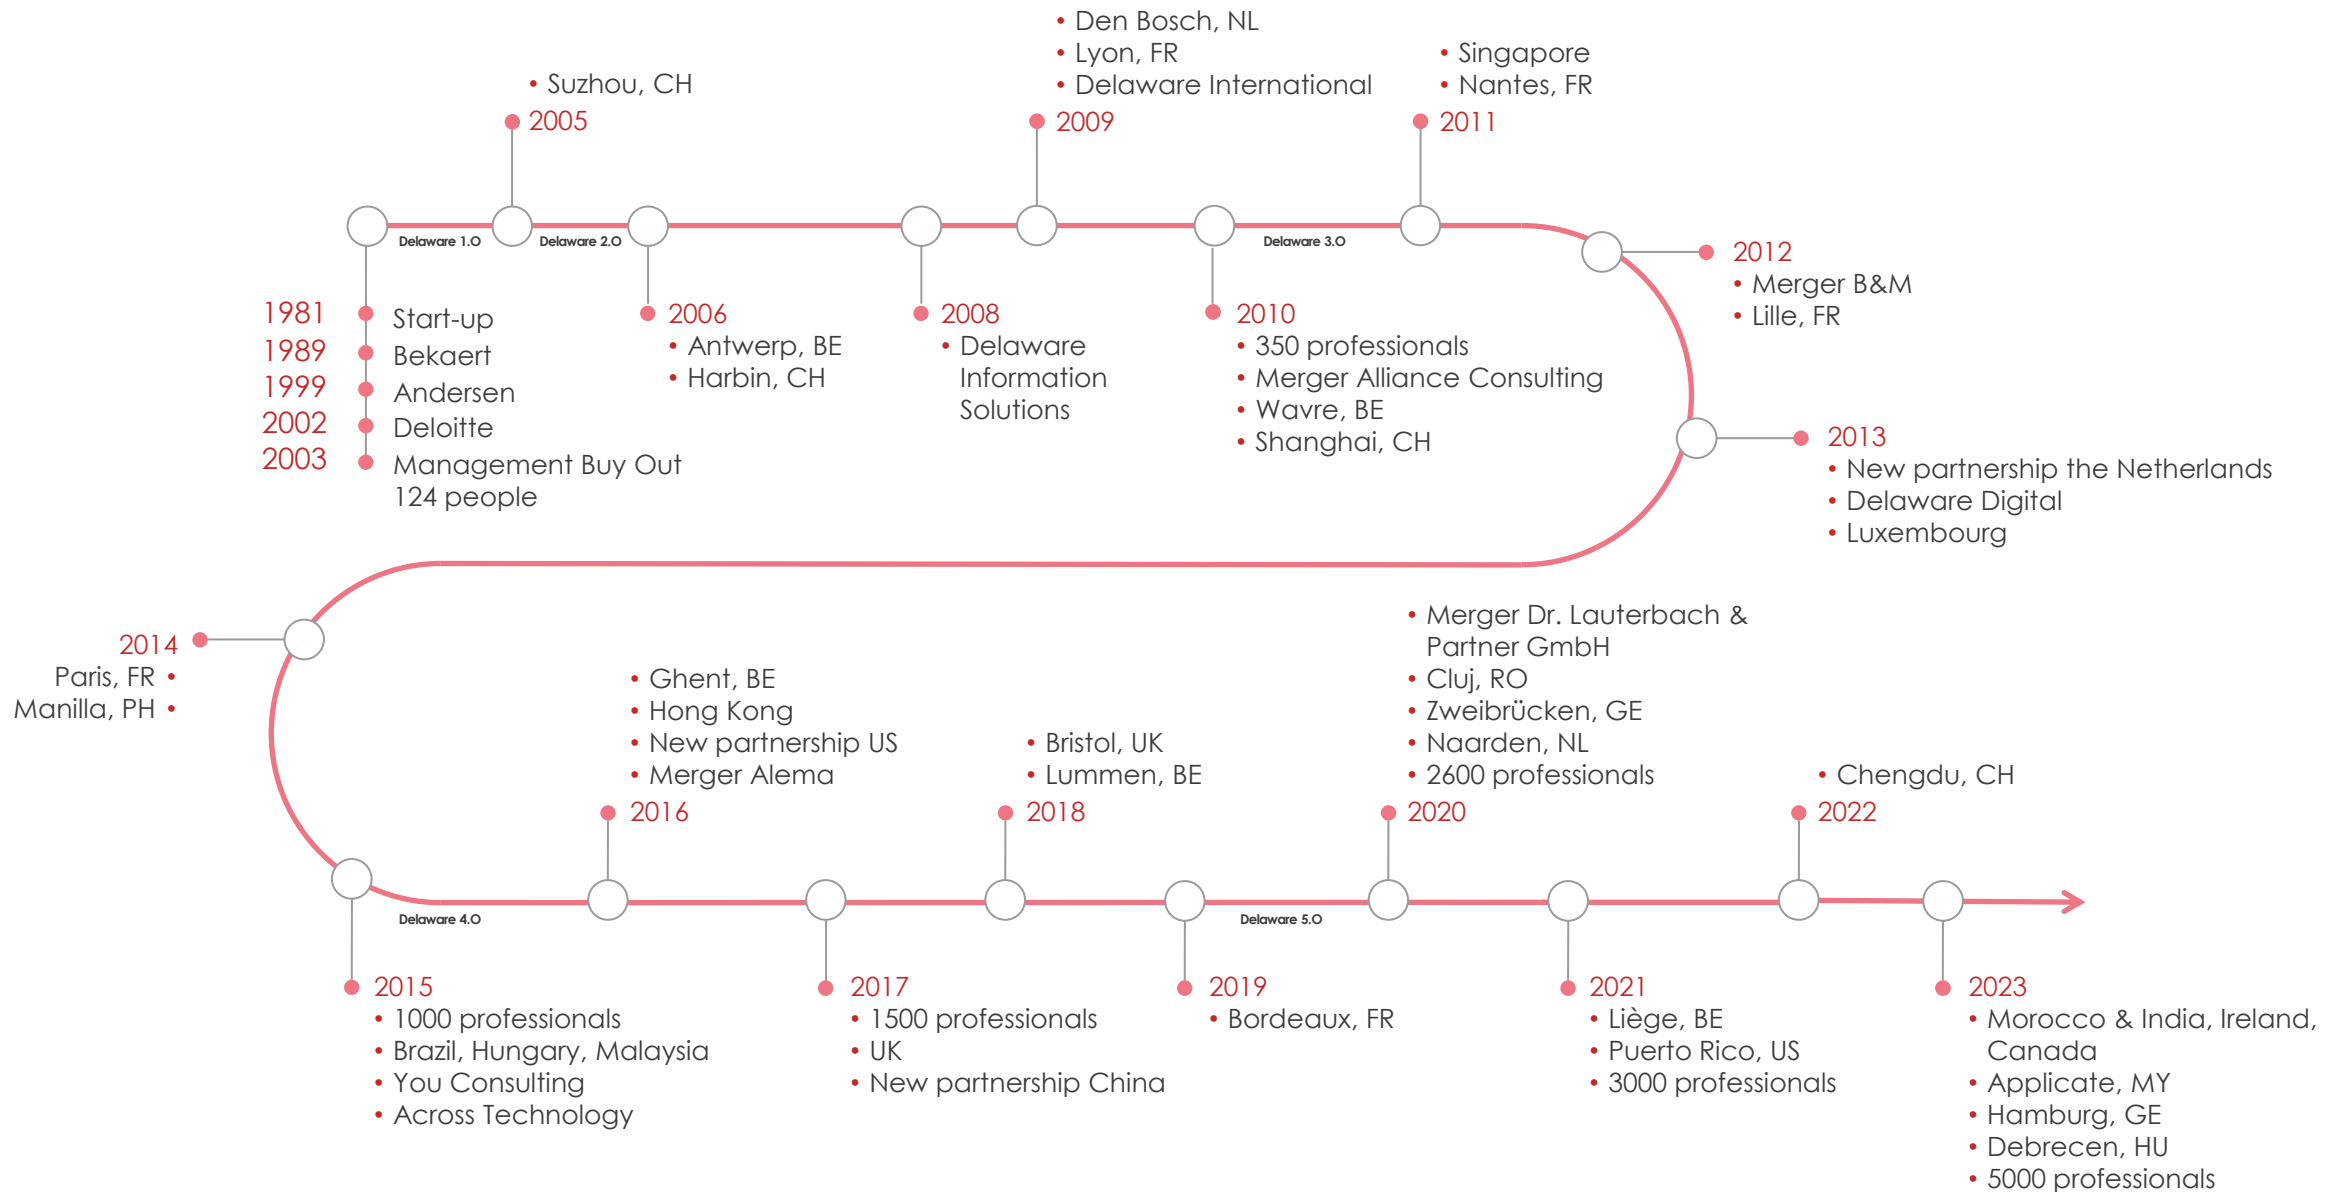 1981
Start-up
1989
Bekaert
1999
Andersen
2002
Deloitte
2003
Management Buy Out
124 people
Delaware 1.O
• Suzhou, CH
2005
Delaware 2.O
2006
• Antwerp, BE
• Harbin, CH
2008
• Delaware
Information
Solutions
• Den Bosch, NL
• Lyon, FR
• Delaware International
2009
2010
• 350 professionals
• Merger Alliance Consulting
• Wavre, BE
• Shanghai, CH
Delaware 3.O
• Singapore
• Nantes, FR
2011
2012
• Merger B&M
• Lille, FR
2013
• New partnership the Netherlands
• Delaware Digital
• Luxembourg
2014
Paris, FR •
Manilla, PH •
2015
• 1000 professionals
• Brazil, Hungary, Malaysia
• You Consulting
• Across Technology
Delaware 4.O
• Ghent, BE
• Hong Kong
• New partnership US
• Merger Alema
2016
2017
• 1500 professionals
• UK
• New partnership China
• Bristol, UK
• Lummen, BE
2018
2019
• Bordeaux, FR
Delaware 5.O
• Merger Dr. Lauterbach &
Partner GmbH
• Cluj, RO
• Zweibrücken, GE
• Naarden, NL
• 2600 professionals
2020
2021
• Liège, BE
• Puerto Rico, US
• 3000 professionals
• Chengdu, CH
2022
2023
• Morocco & India, Ireland,
Canada
• Applicate, MY
• Hamburg, GE
• Debrecen, HU
• 5000 professionals